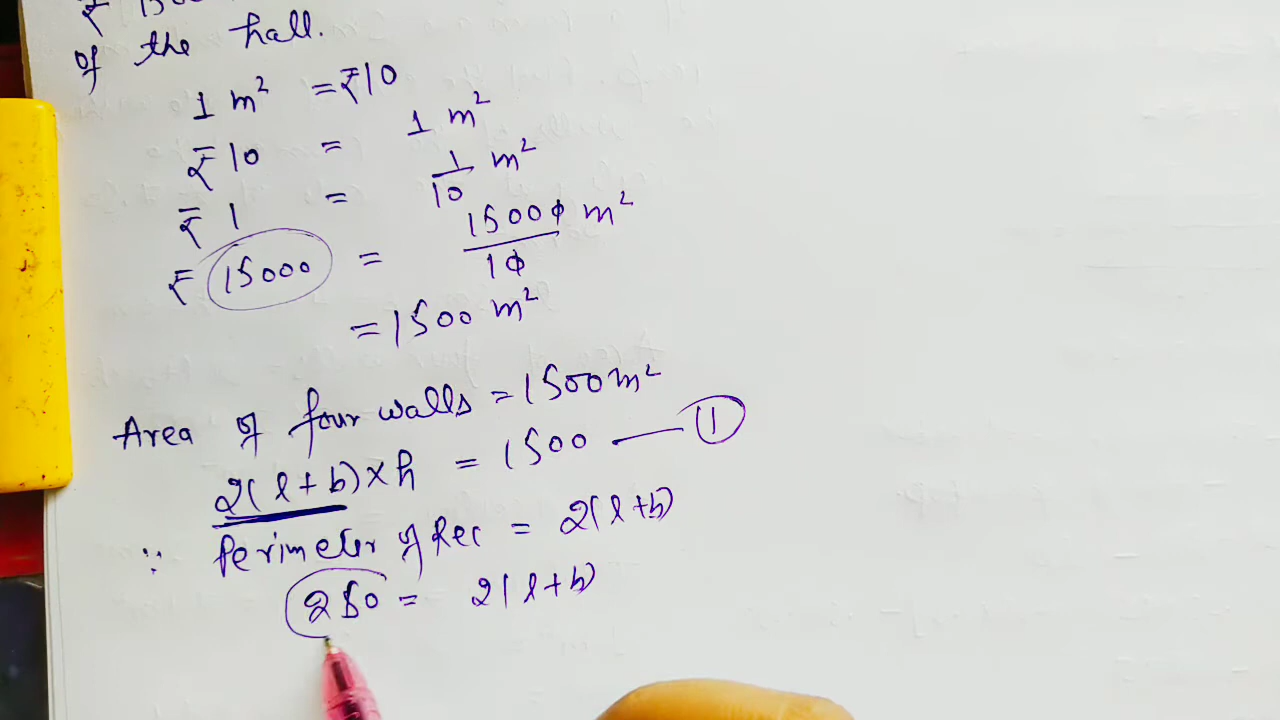 ₹ 1500
of the hall.
1 m² = ₹10
₹ 10 = 1 m²
₹ 1 = 1/10 m²
₹ 15000 = 15000/10 m²
= 1500 m²
Area of four walls = 1500 m²
2(l+b)×h = 1500 — ①
∵ Perimeter of Rec = 2(l+b)
250 = 2(l+b)